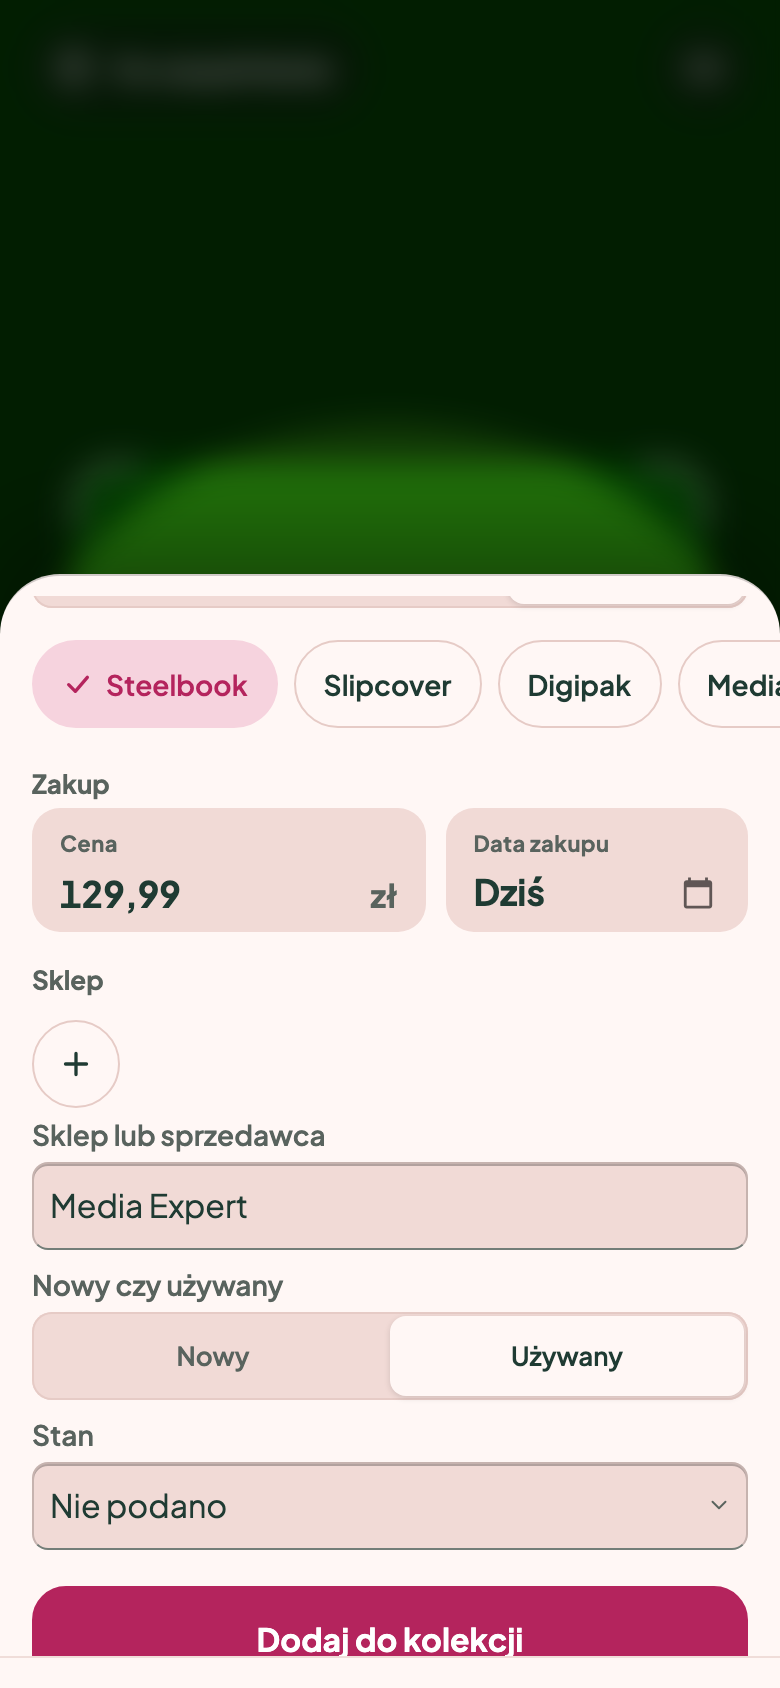 Steelbook Slipcover Digipak Media
Zakup
Cena Data zakupu
129,99 zł Dziś
Sklep
Sklep lub sprzedawca
Media Expert
Nowy czy używany
Nowy Używany
Stan
Nie podano
Dodaj do kolekcji